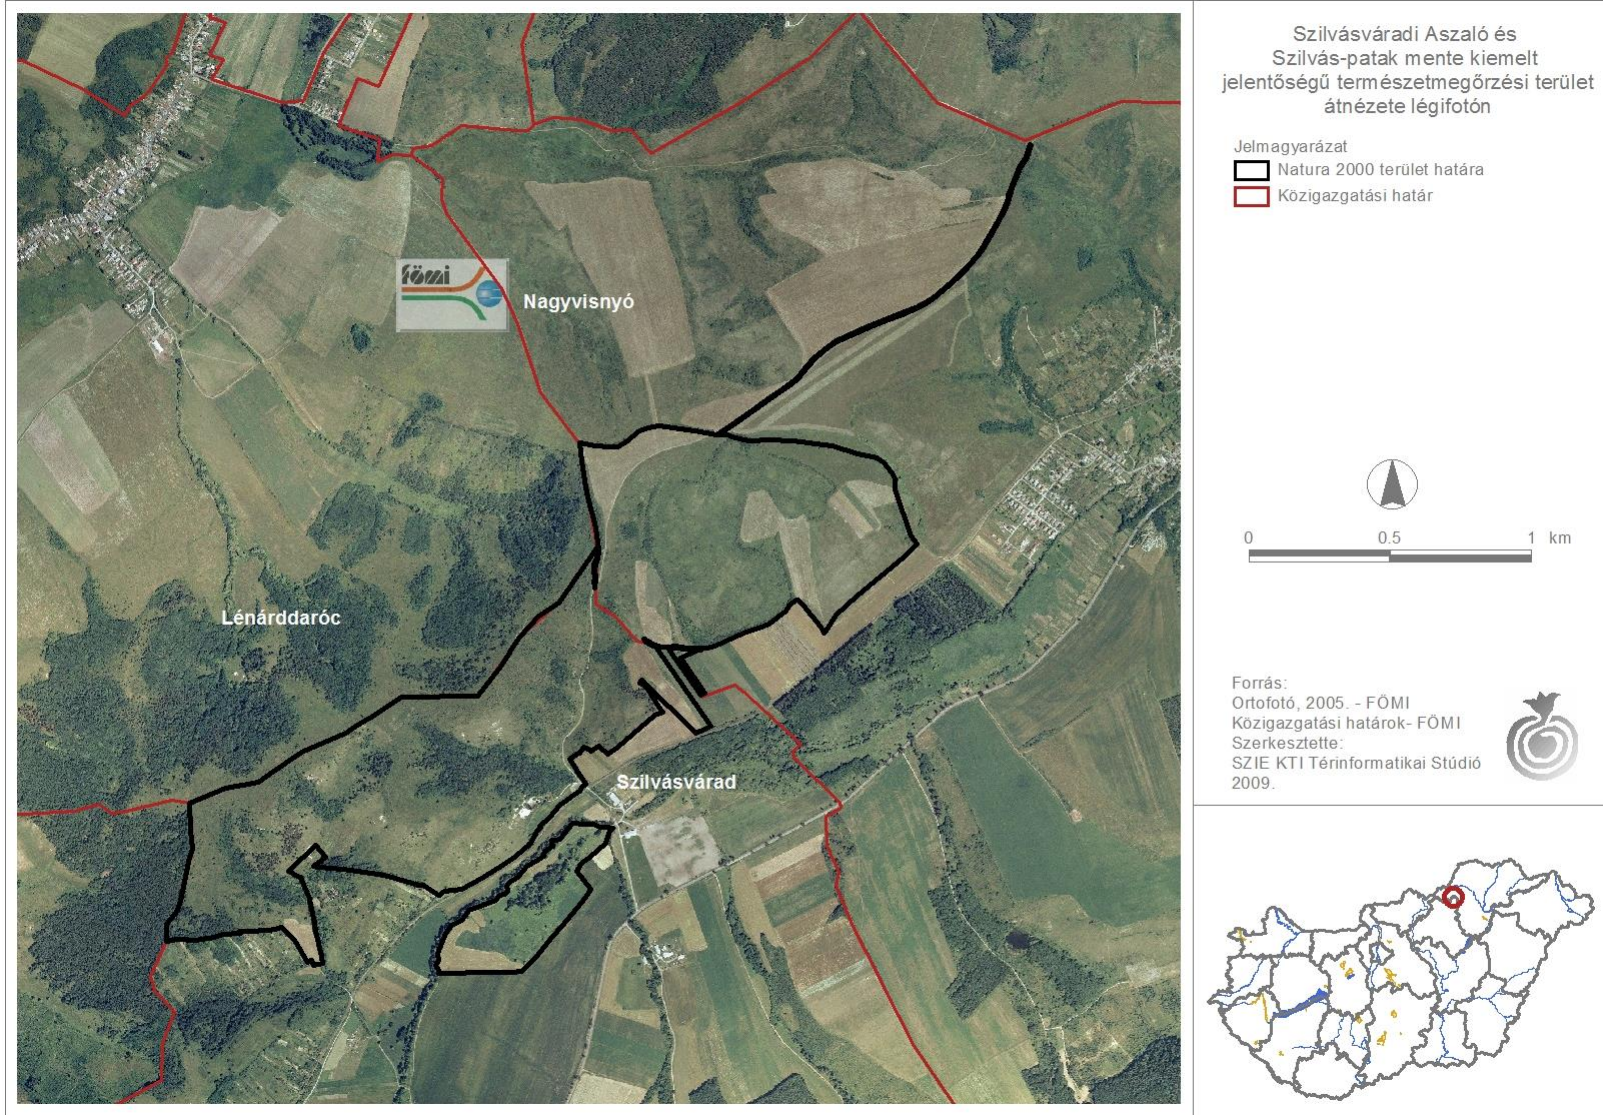 Szilvásváradi Aszaló és
Szilvás-patak mente kiemelt
jelentőségű természetmegőrzési terület
átnézete légifotón
Jelmagyarázat
Natura 2000 terület határa
Közigazgatási határ
fömi
Nagyvisnyó
Lénárddaróc
Szilvásvárad
0 0.5 1 km
Forrás:
Ortofotó, 2005. - FÖMI
Közigazgatási határok- FÖMI
Szerkesztette:
SZIE KTI Térinformatikai Stúdió
2009.